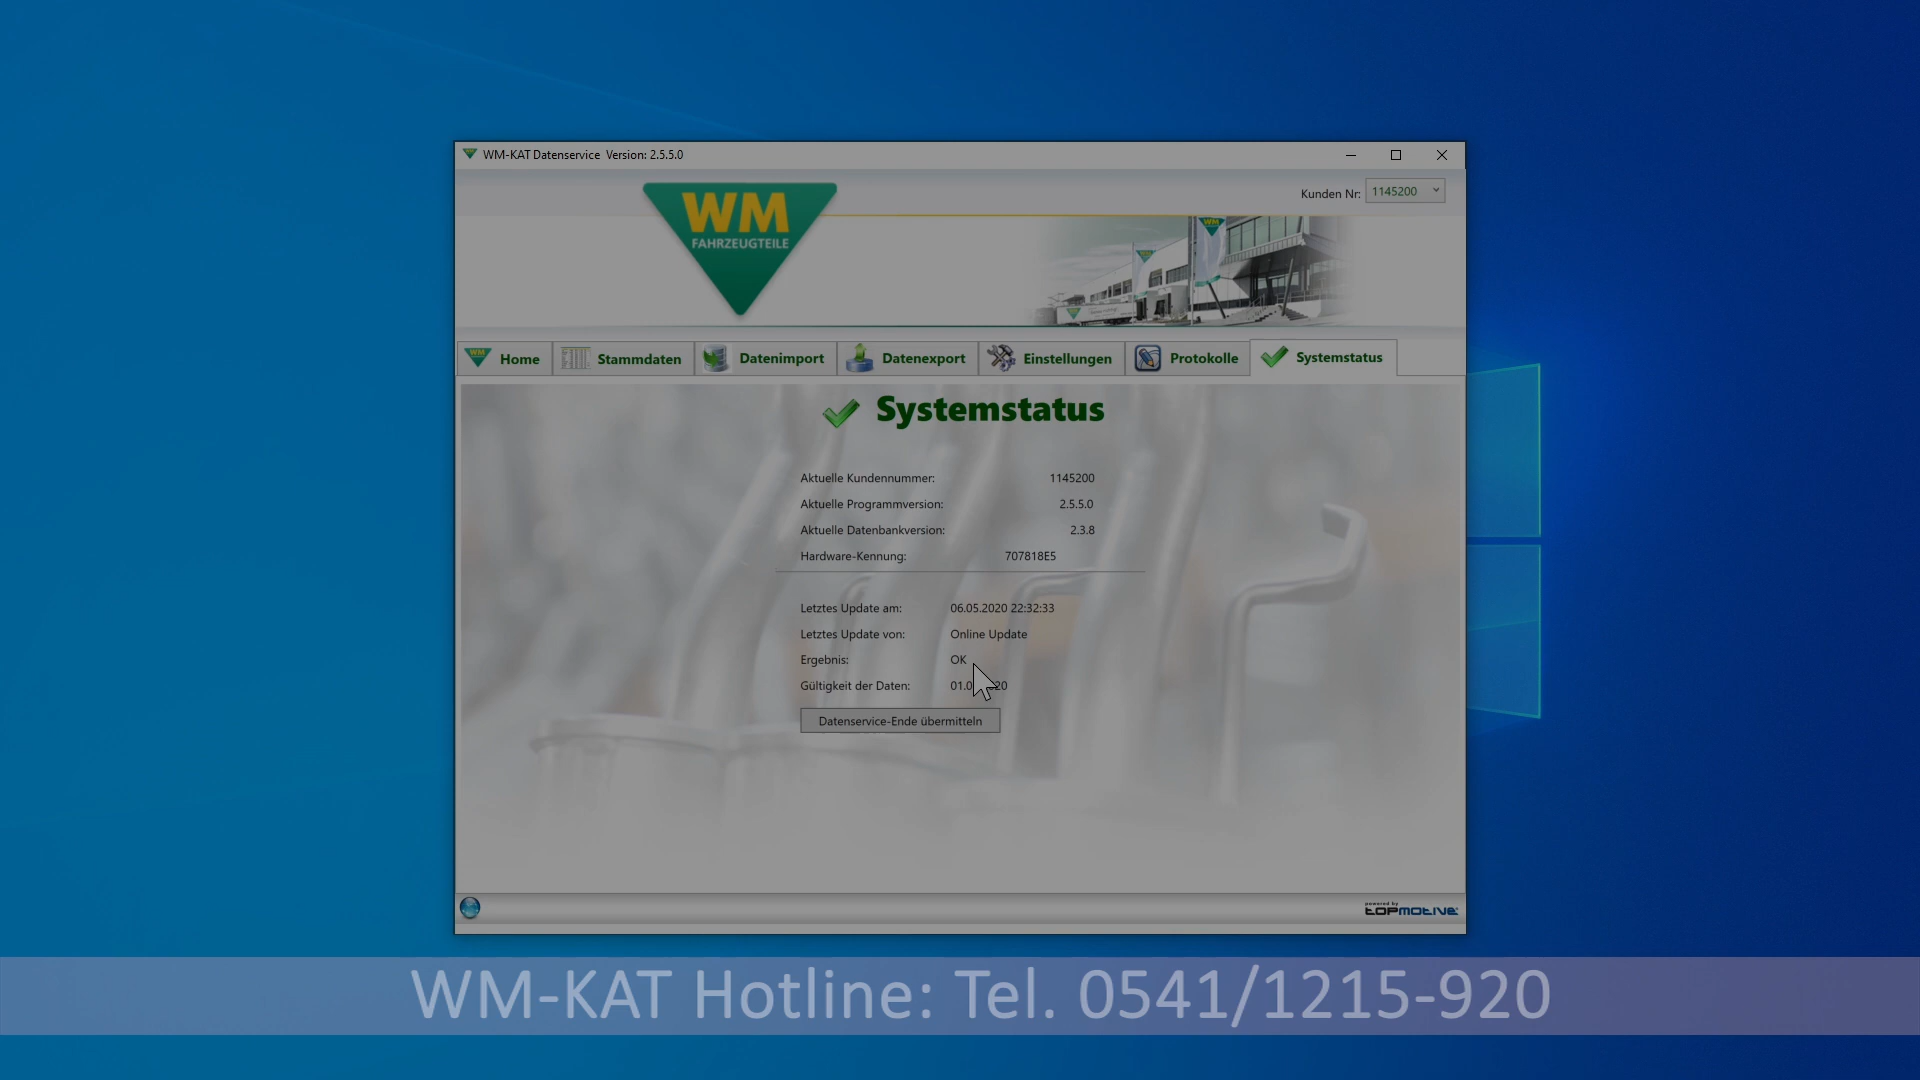 WM-KAT Datenservice Version: 2.5.5.0
Kunden Nr: 1145200
WM
FAHRZEUGTEILE
Home Stammdaten Datenimport Datenexport Einstellungen Protokolle Systemstatus
Systemstatus
Aktuelle Kundennummer: 1145200
Aktuelle Programmversion: 2.5.5.0
Aktuelle Datenbankversion: 2.3.8
Hardware-Kennung: 707818E5
Letztes Update am: 06.05.2020 22:32:33
Letztes Update von: Online Update
Ergebnis: OK
Gültigkeit der Daten:
Datenservice-Ende übermitteln
powered by
topmotive
WM-KAT Hotline: Tel. 0541/1215-920